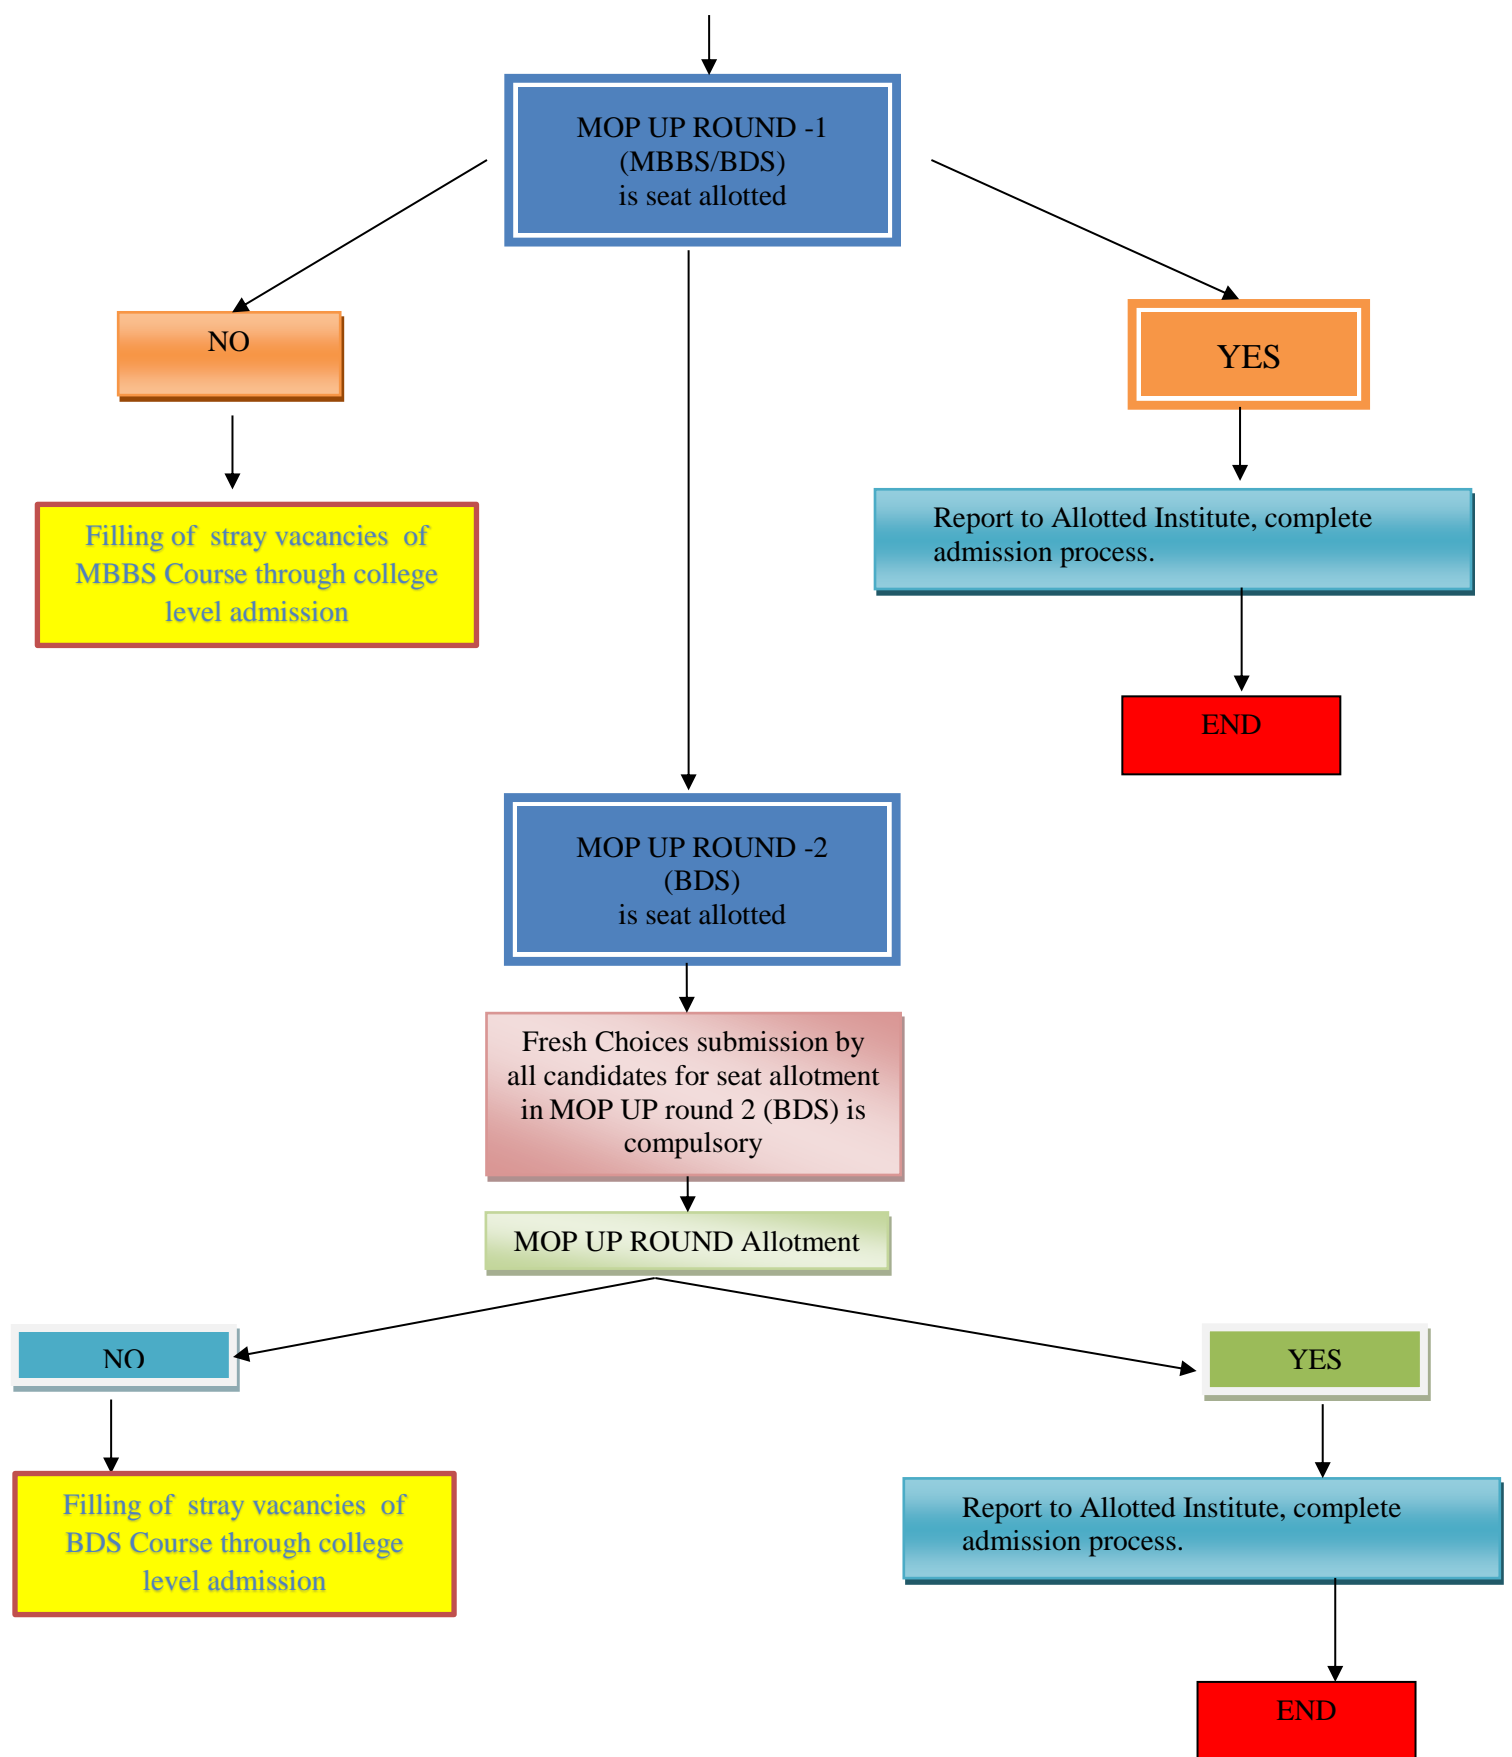 MOP UP ROUND -1
(MBBS/BDS)
is seat allotted
NO
YES
Filling of stray vacancies of
MBBS Course through college
level admission
Report to Allotted Institute, complete
admission process.
END
MOP UP ROUND -2
(BDS)
is seat allotted
Fresh Choices submission by
all candidates for seat allotment
in MOP UP round 2 (BDS) is
compulsory
MOP UP ROUND Allotment
NO
YES
Filling of stray vacancies of
BDS Course through college
level admission
Report to Allotted Institute, complete
admission process.
END